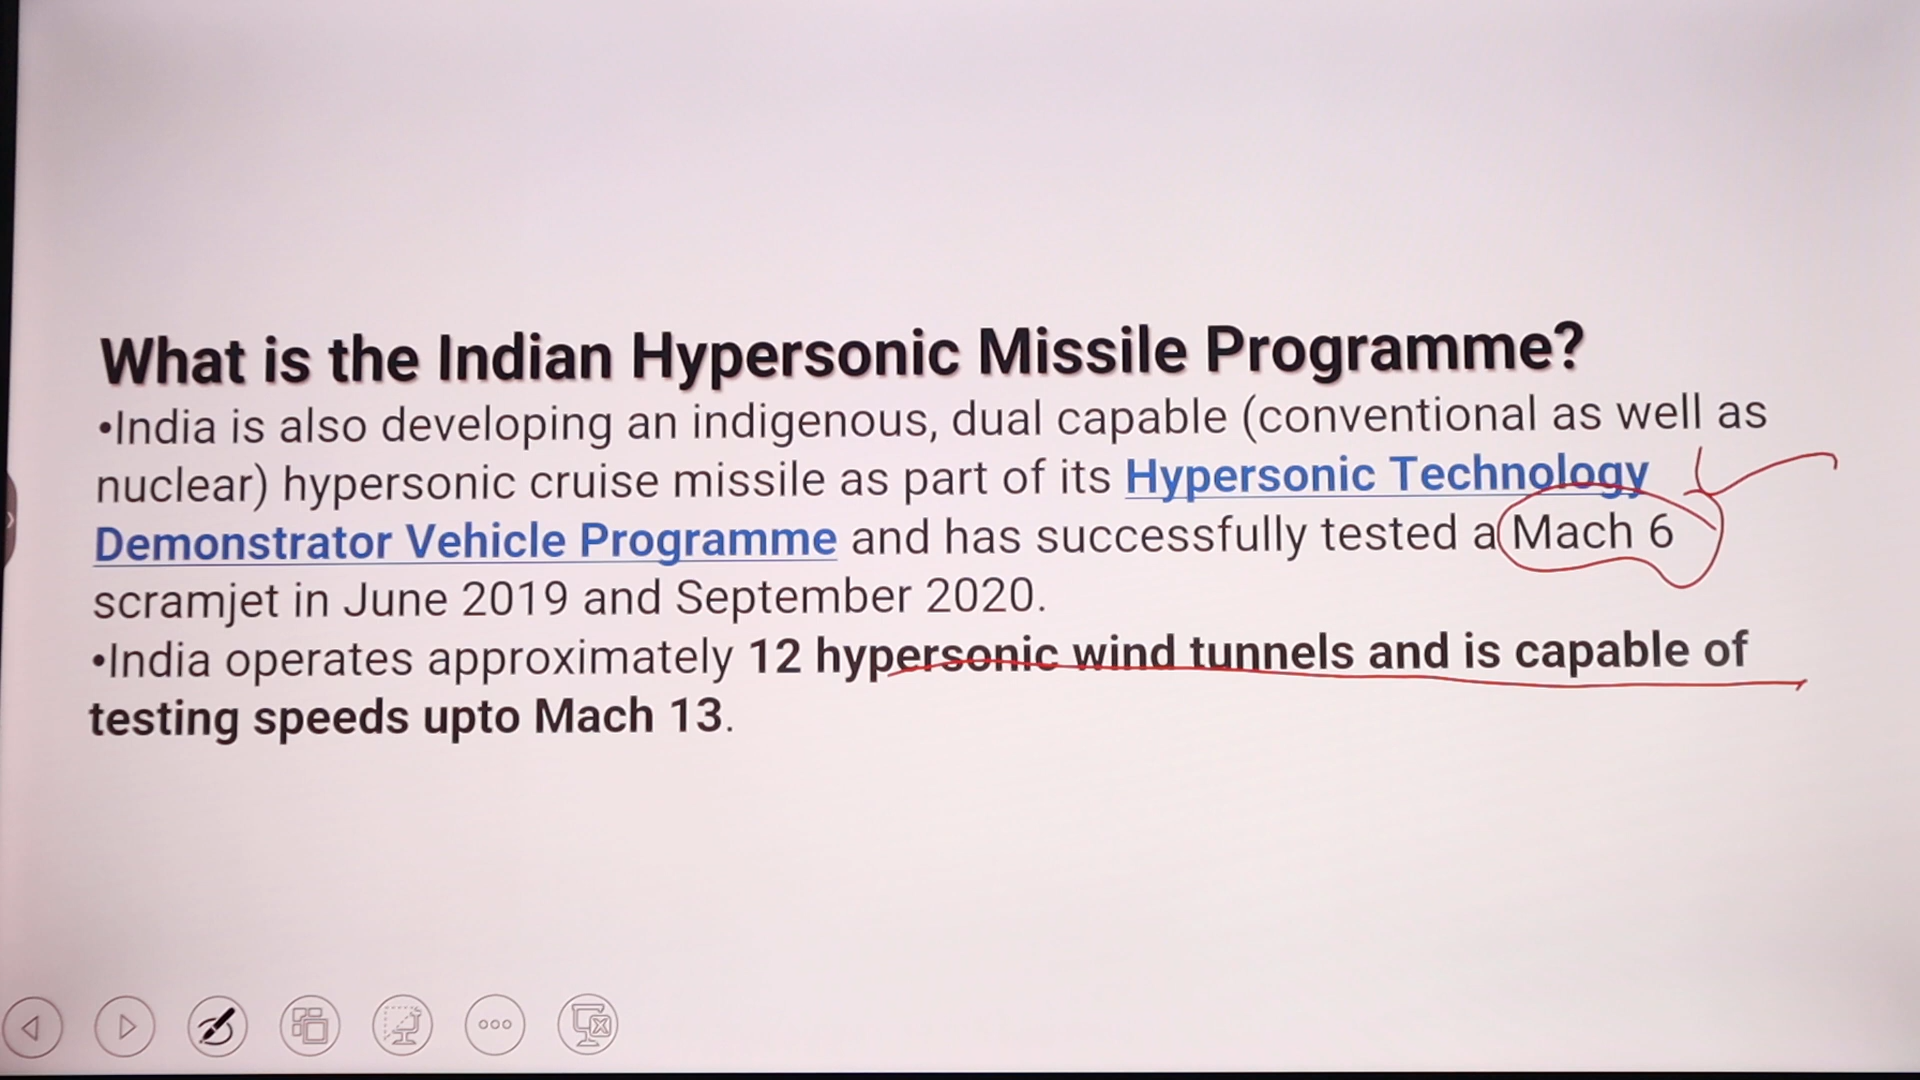 What is the Indian Hypersonic Missile Programme?
•India is also developing an indigenous, dual capable (conventional as well as
nuclear) hypersonic cruise missile as part of its Hypersonic Technology
Demonstrator Vehicle Programme and has successfully tested a Mach 6
scramjet in June 2019 and September 2020.
•India operates approximately 12 hypersonic wind tunnels and is capable of
testing speeds upto Mach 13.